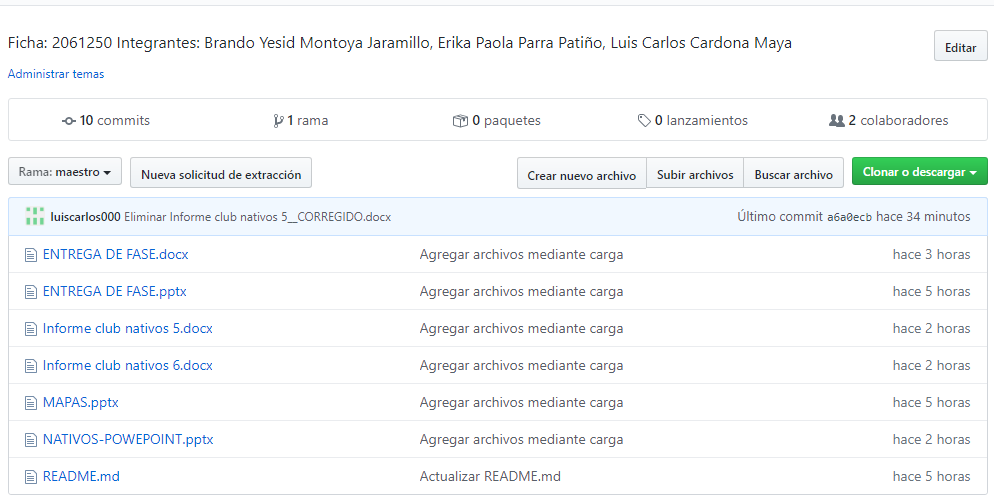 Ficha: 2061250 Integrantes: Brando Yesid Montoya Jaramillo, Erika Paola Parra Patiño, Luis Carlos Cardona Maya
Editar
Administrar temas
10 commits 1 rama 0 paquetes 0 lanzamientos 2 colaboradores
Rama: maestro Nueva solicitud de extracción Crear nuevo archivo Subir archivos Buscar archivo Clonar o descargar
luiscarlos000 Eliminar Informe club nativos 5__CORREGIDO.docx Último commit a6a0ecb hace 34 minutos
ENTREGA DE FASE.docx Agregar archivos mediante carga hace 3 horas
ENTREGA DE FASE.pptx Agregar archivos mediante carga hace 5 horas
Informe club nativos 5.docx Agregar archivos mediante carga hace 2 horas
Informe club nativos 6.docx Agregar archivos mediante carga hace 2 horas
MAPAS.pptx Agregar archivos mediante carga hace 5 horas
NATIVOS-POWEPOINT.pptx Agregar archivos mediante carga hace 2 horas
README.md Actualizar README.md hace 5 horas